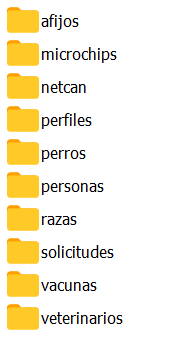 afijos
microchips
netcan
perfiles
perros
personas
razas
solicitudes
vacunas
veterinarios